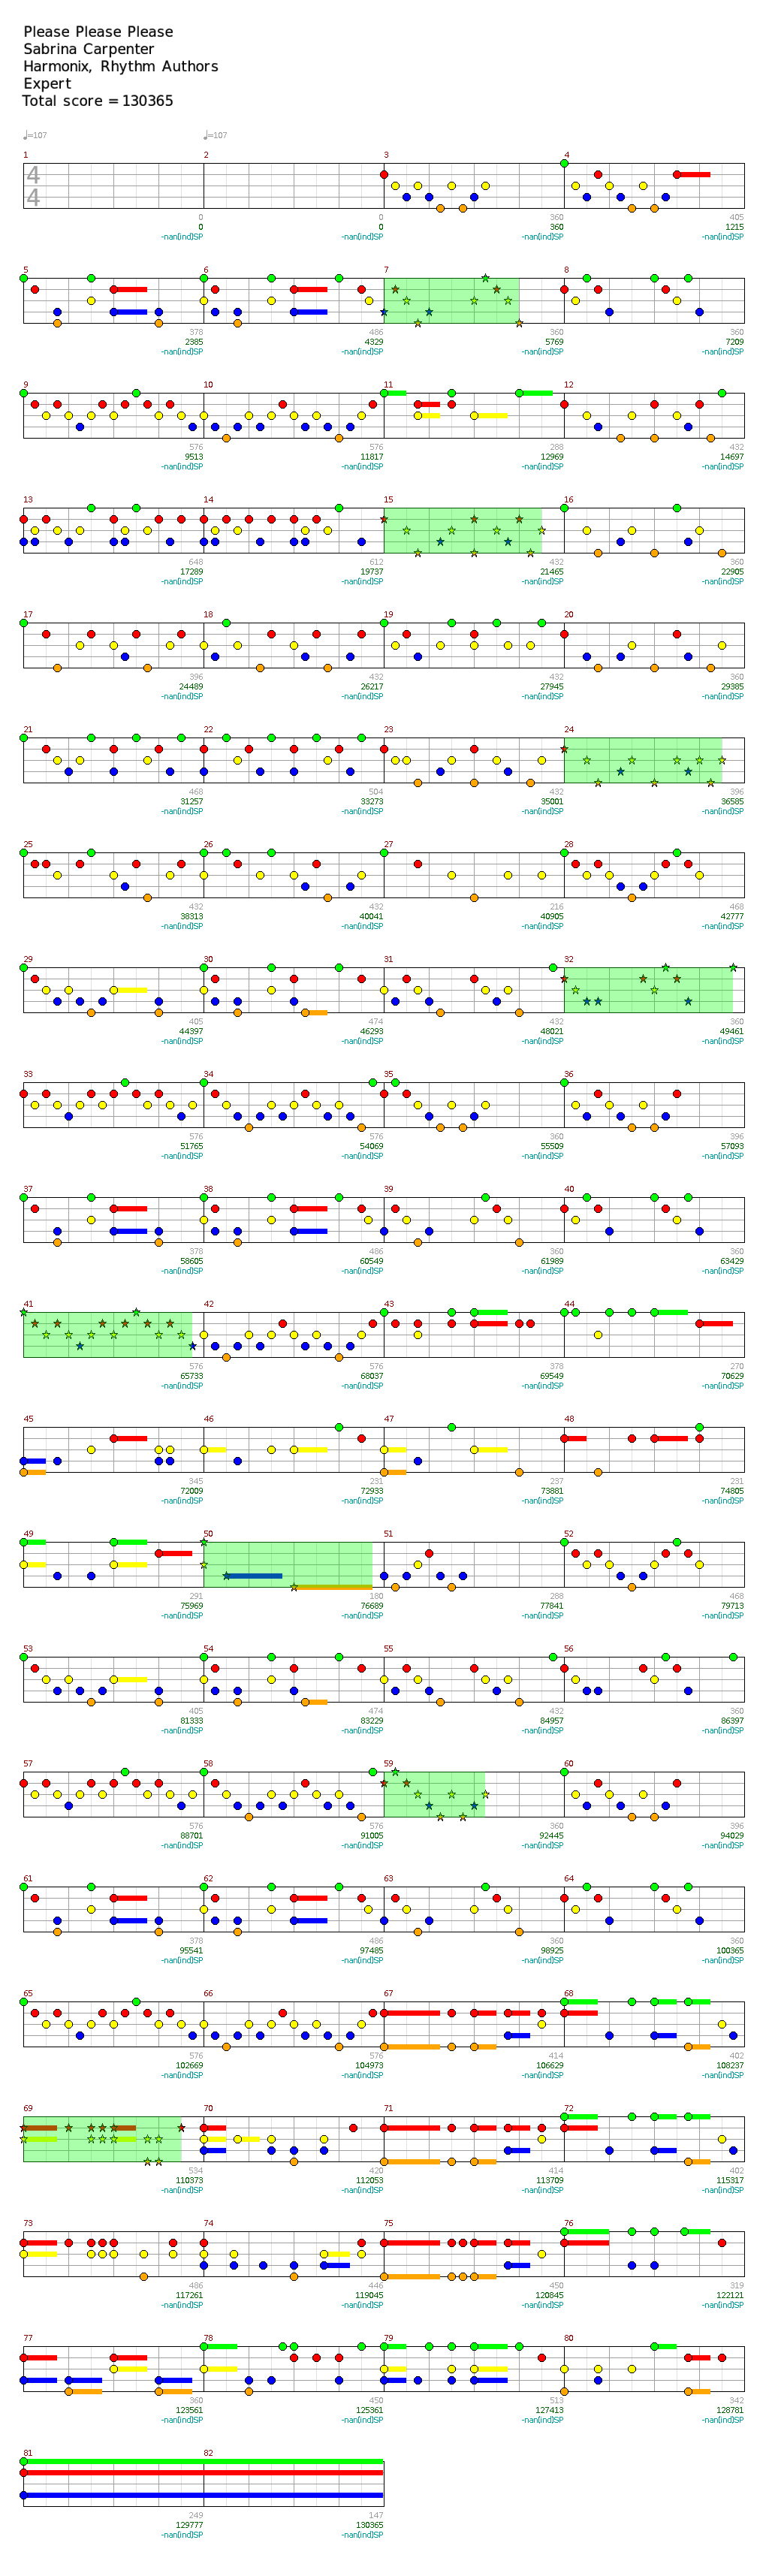 Please Please Please
Sabrina Carpenter
Harmonix, Rhythm Authors
Expert
Total score = 130365
♩=107 ♩=107
1 2 3 4
4
4
0 0 360 405
0 0 360 1215
-nan(ind)SP -nan(ind)SP -nan(ind)SP -nan(ind)SP
5 6 7 8
378 486 360 360
2385 4329 5769 7209
-nan(ind)SP -nan(ind)SP -nan(ind)SP -nan(ind)SP
9 10 11 12
576 576 288 432
9513 11817 12969 14697
-nan(ind)SP -nan(ind)SP -nan(ind)SP -nan(ind)SP
13 14 15 16
648 612 432 360
17289 19737 21465 22905
-nan(ind)SP -nan(ind)SP -nan(ind)SP -nan(ind)SP
17 18 19 20
396 432 432 360
24489 26217 27945 29385
-nan(ind)SP -nan(ind)SP -nan(ind)SP -nan(ind)SP
21 22 23 24
468 504 432 396
31257 33273 35001 36585
-nan(ind)SP -nan(ind)SP -nan(ind)SP -nan(ind)SP
25 26 27 28
432 432 216 468
38313 40041 40905 42777
-nan(ind)SP -nan(ind)SP -nan(ind)SP -nan(ind)SP
29 30 31 32
405 474 432 360
44397 46293 48021 49461
-nan(ind)SP -nan(ind)SP -nan(ind)SP -nan(ind)SP
33 34 35 36
576 576 360 396
51765 54069 55509 57093
-nan(ind)SP -nan(ind)SP -nan(ind)SP -nan(ind)SP
37 38 39 40
378 486 360 360
58605 60549 61989 63429
-nan(ind)SP -nan(ind)SP -nan(ind)SP -nan(ind)SP
41 42 43 44
576 576 378 270
65733 68037 69549 70629
-nan(ind)SP -nan(ind)SP -nan(ind)SP -nan(ind)SP
45 46 47 48
345 231 237 231
72009 72933 73881 74805
-nan(ind)SP -nan(ind)SP -nan(ind)SP -nan(ind)SP
49 50 51 52
291 180 288 468
75969 76689 77841 79713
-nan(ind)SP -nan(ind)SP -nan(ind)SP -nan(ind)SP
53 54 55 56
405 474 432 360
81333 83229 84957 86397
-nan(ind)SP -nan(ind)SP -nan(ind)SP -nan(ind)SP
57 58 59 60
576 576 360 396
88701 91005 92445 94029
-nan(ind)SP -nan(ind)SP -nan(ind)SP -nan(ind)SP
61 62 63 64
378 486 360 360
95541 97485 98925 100365
-nan(ind)SP -nan(ind)SP -nan(ind)SP -nan(ind)SP
65 66 67 68
576 576 414 402
102669 104973 106629 108237
-nan(ind)SP -nan(ind)SP -nan(ind)SP -nan(ind)SP
69 70 71 72
534 420 414 402
110373 112053 113709 115317
-nan(ind)SP -nan(ind)SP -nan(ind)SP -nan(ind)SP
73 74 75 76
486 446 450 319
117261 119045 120845 122121
-nan(ind)SP -nan(ind)SP -nan(ind)SP -nan(ind)SP
77 78 79 80
360 450 513 342
123561 125361 127413 128781
-nan(ind)SP -nan(ind)SP -nan(ind)SP -nan(ind)SP
81 82
249 147
129777 130365
-nan(ind)SP -nan(ind)SP